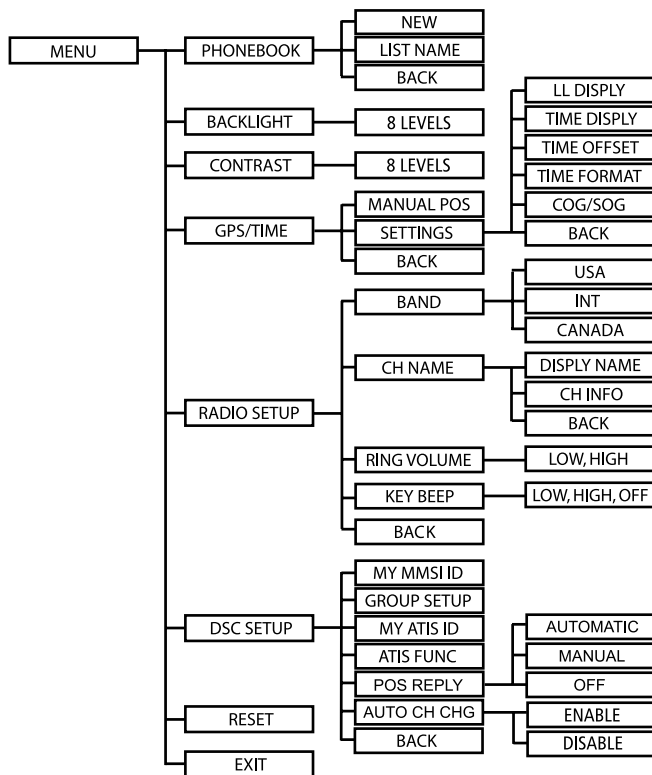 MENU
PHONEBOOK
NEW
LIST NAME
BACK
BACKLIGHT
8 LEVELS
CONTRAST
8 LEVELS
GPS/TIME
MANUAL POS
SETTINGS
LL DISPLY
TIME DISPLY
TIME OFFSET
TIME FORMAT
COG/SOG
BACK
BACK
RADIO SETUP
BAND
USA
INT
CANADA
CH NAME
DISPLY NAME
CH INFO
BACK
RING VOLUME
LOW, HIGH
KEY BEEP
LOW, HIGH, OFF
BACK
DSC SETUP
MY MMSI ID
GROUP SETUP
MY ATIS ID
ATIS FUNC
POS REPLY
AUTOMATIC
MANUAL
OFF
AUTO CH CHG
ENABLE
DISABLE
BACK
RESET
EXIT